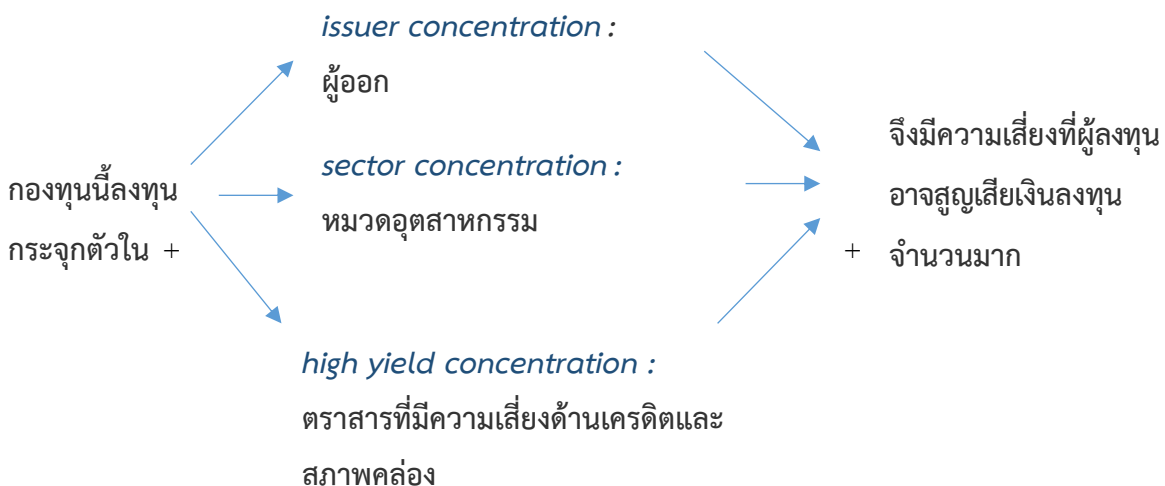 กองทุนนี้ลงทุน
กระจุกตัวใน +
issuer concentration :
ผู้ออก
sector concentration :
หมวดอุตสาหกรรม
high yield concentration :
ตราสารที่มีความเสี่ยงด้านเครดิตและ
สภาพคล่อง
จึงมีความเสี่ยงที่ผู้ลงทุน
อาจสูญเสียเงินลงทุน
+ จำนวนมาก